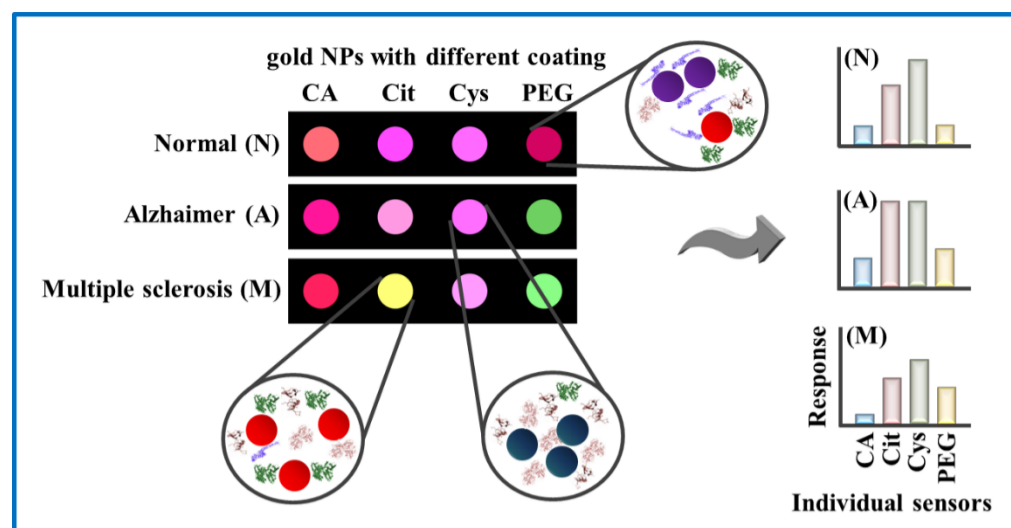 gold NPs with different coating
CA Cit Cys PEG
Normal (N)
Alzhaimer (A)
Multiple sclerosis (M)
(N)
(A)
(M)
Response
CA Cit Cys PEG
Individual sensors